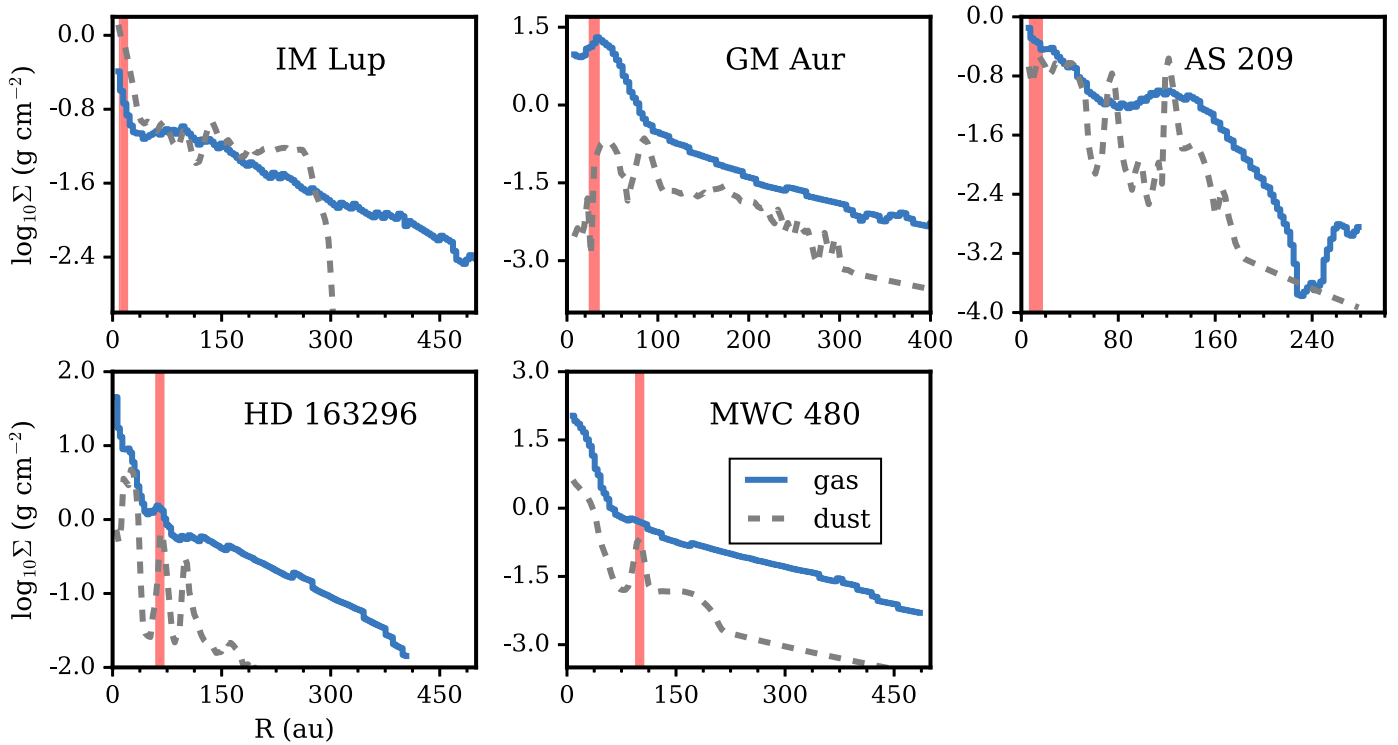 IM Lup
GM Aur
AS 209
log₁₀Σ (g cm⁻²)
0.0
-0.8
-1.6
-2.4
0 150 300 450
1.5
0.0
-1.5
-3.0
0 100 200 300 400
0.0
-0.8
-1.6
-2.4
-3.2
-4.0
0 80 160 240
HD 163296
MWC 480
log₁₀Σ (g cm⁻²)
2.0
1.0
0.0
-1.0
-2.0
0 150 300 450
R (au)
3.0
1.5
0.0
-1.5
-3.0
0 150 300 450
gas
dust